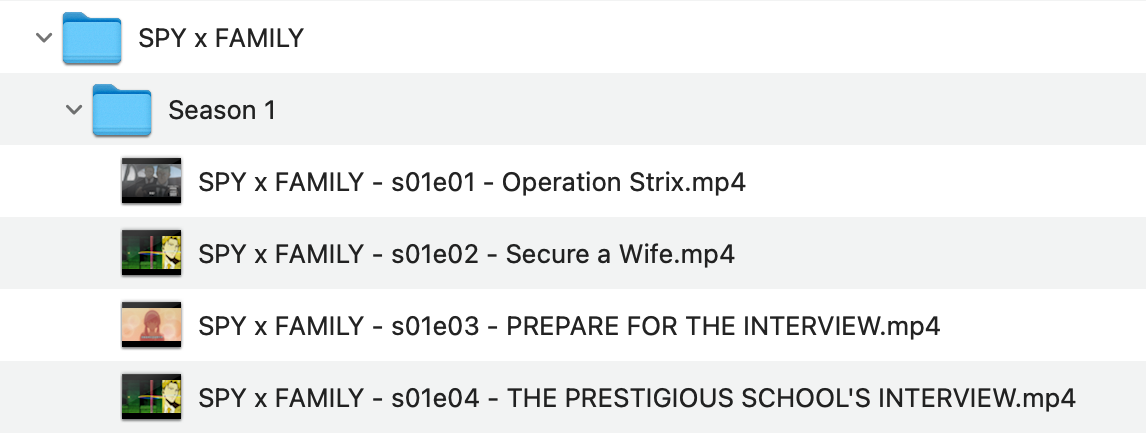 SPY x FAMILY
Season 1
SPY x FAMILY - s01e01 - Operation Strix.mp4
SPY x FAMILY - s01e02 - Secure a Wife.mp4
SPY x FAMILY - s01e03 - PREPARE FOR THE INTERVIEW.mp4
SPY x FAMILY - s01e04 - THE PRESTIGIOUS SCHOOL'S INTERVIEW.mp4